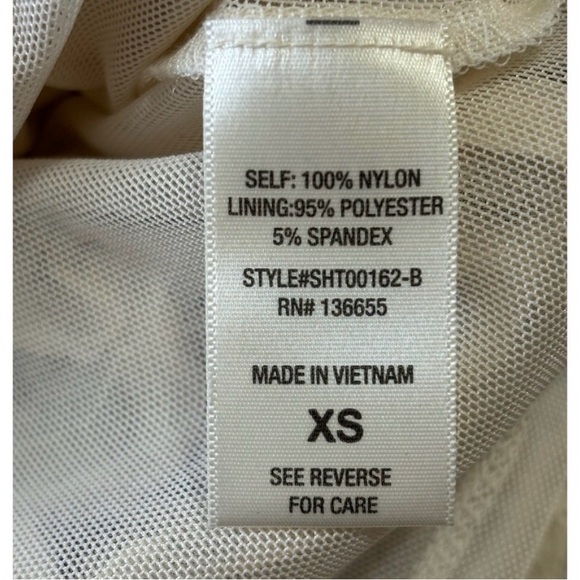 SELF: 100% NYLON
LINING:95% POLYESTER
5% SPANDEX
STYLE#SHT00162-B
RN# 136655
MADE IN VIETNAM
XS
SEE REVERSE
FOR CARE